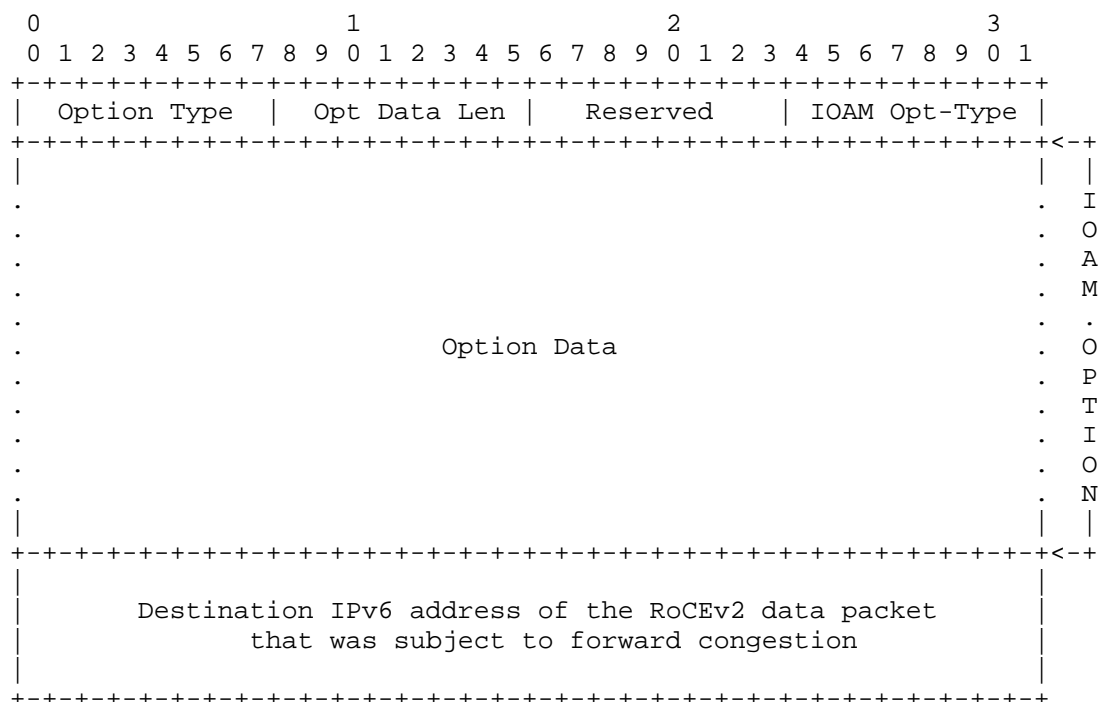 0                   1                   2                   3
 0 1 2 3 4 5 6 7 8 9 0 1 2 3 4 5 6 7 8 9 0 1 2 3 4 5 6 7 8 9 0 1
+-+-+-+-+-+-+-+-+-+-+-+-+-+-+-+-+-+-+-+-+-+-+-+-+-+-+-+-+-+-+-+-+
|  Option Type  |  Opt Data Len |   Reserved    | IOAM Opt-Type |
+-+-+-+-+-+-+-+-+-+-+-+-+-+-+-+-+-+-+-+-+-+-+-+-+-+-+-+-+-+-+-+-+<-+
|                                                               |  |
.                                                               .  I
.                                                               .  O
.                                                               .  A
.                                                               .  M
.                                                               .  .
.                          Option Data                          .  O
.                                                               .  P
.                                                               .  T
.                                                               .  I
.                                                               .  O
.                                                               .  N
|                                                               |  |
+-+-+-+-+-+-+-+-+-+-+-+-+-+-+-+-+-+-+-+-+-+-+-+-+-+-+-+-+-+-+-+-+<-+
|                                                               |
|       Destination IPv6 address of the RoCEv2 data packet      |
|              that was subject to forward congestion           |
|                                                               |
+-+-+-+-+-+-+-+-+-+-+-+-+-+-+-+-+-+-+-+-+-+-+-+-+-+-+-+-+-+-+-+-+